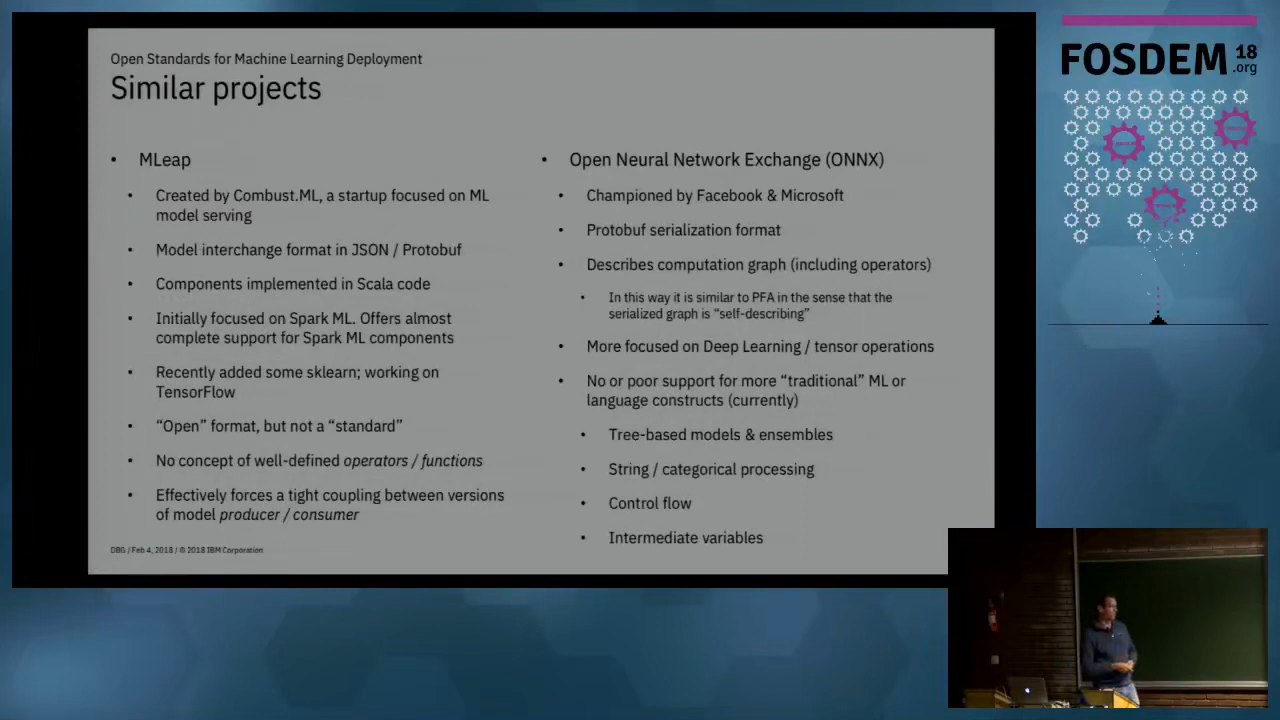 Open Standards for Machine Learning Deployment
Similar projects
• MLeap
• Created by Combust.ML, a startup focused on ML
model serving
• Model interchange format in JSON / Protobuf
• Components implemented in Scala code
• Initially focused on Spark ML. Offers almost
complete support for Spark ML components
• Recently added some sklearn; working on
TensorFlow
• “Open” format, but not a “standard”
• No concept of well-defined operators / functions
• Effectively forces a tight coupling between versions
of model producer / consumer
DBG / Feb 4, 2018 / © 2018 IBM Corporation
• Open Neural Network Exchange (ONNX)
• Championed by Facebook & Microsoft
• Protobuf serialization format
• Describes computation graph (including operators)
• In this way it is similar to PFA in the sense that the
serialized graph is “self-describing”
• More focused on Deep Learning / tensor operations
• No or poor support for more “traditional” ML or
language constructs (currently)
• Tree-based models & ensembles
• String / categorical processing
• Control flow
• Intermediate variables
FOSDEM 18
.org